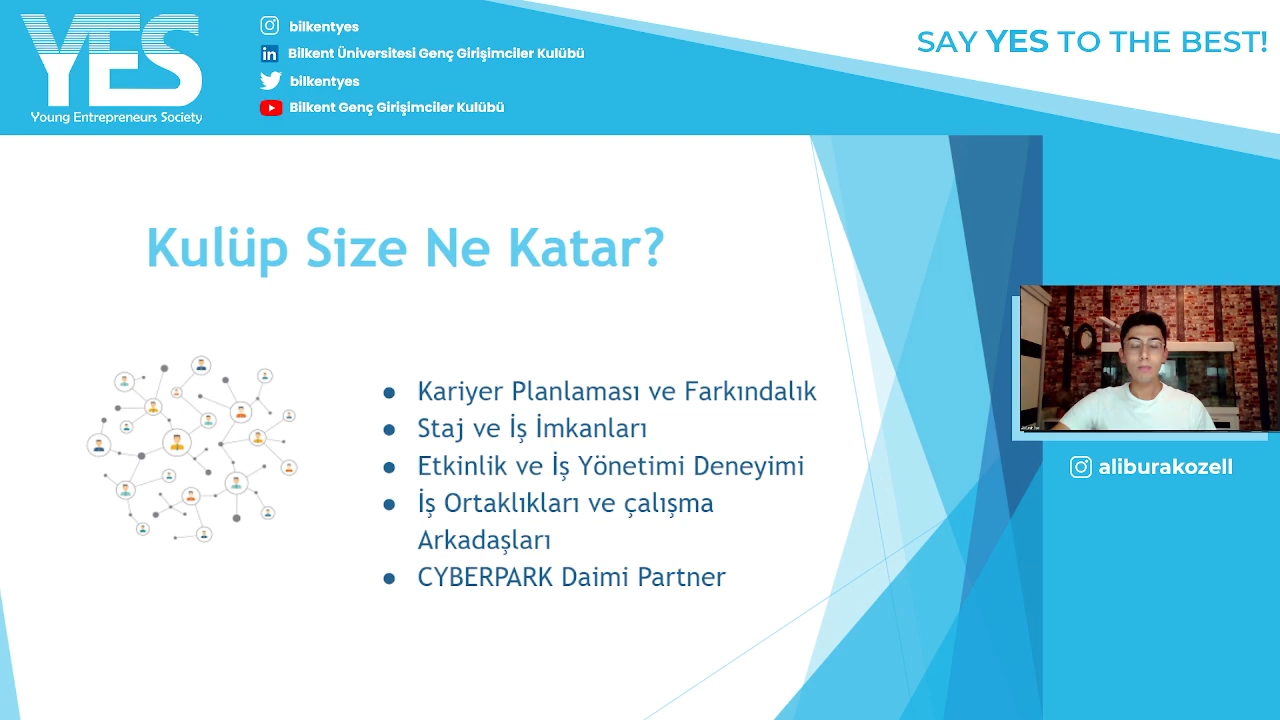 YES
Young Entrepreneurs Society
bilkentyes
in Bilkent Üniversitesi Genç Girişimciler Kulübü
bilkentyes
Bilkent Genç Girişimciler Kulübü
SAY YES TO THE BEST!
Kulüp Size Ne Katar?
● Kariyer Planlaması ve Farkındalık
● Staj ve İş İmkanları
● Etkinlik ve İş Yönetimi Deneyimi
● İş Ortaklıkları ve çalışma
Arkadaşları
● CYBERPARK Daimi Partner
aliburakozell